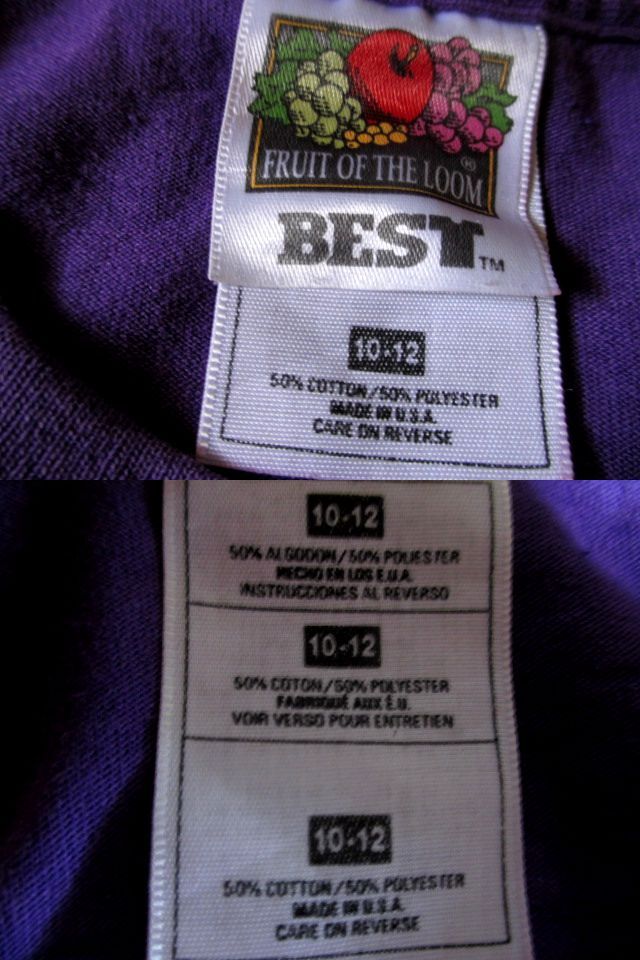 FRUIT OF THE LOOM®
BEST™
10-12
50% COTTON/50% POLYESTER
MADE IN U.S.A.
CARE ON REVERSE
10-12
50% ALGODON/50% POLIESTER
HECHO EN LOS E.U.A.
INSTRUCCIONES AL REVERSO
10-12
50% COTON/50% POLYESTER
FABRIQUÉ AUX É.U.
VOIR VERSO POUR ENTRETIEN
10-12
50% COTTON/50% POLYESTER
MADE IN U.S.A.
CARE ON REVERSE